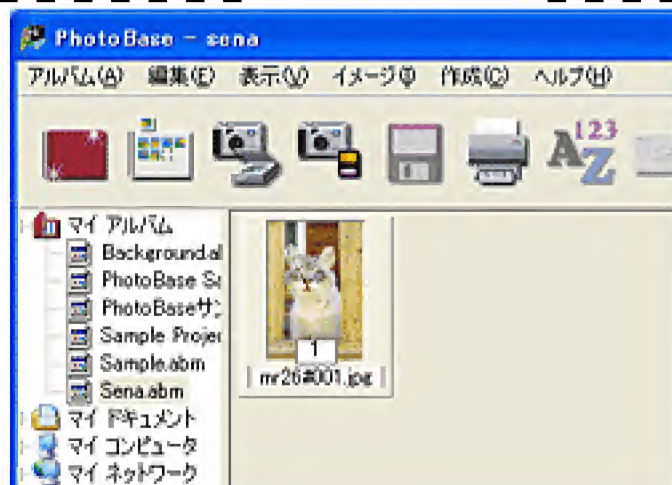 PhotoBase - sena
アルバム(A) 編集(E) 表示(V) イメージ(I) 作成(C) ヘルプ(H)
123
AZ
マイ アルバム
Background.al
PhotoBase Sa
PhotoBaseサン
Sample Projec
Sample.abm
Sena.abm
マイ ドキュメント
マイ コンピュータ
マイ ネットワーク
1
mr26#001.jpg